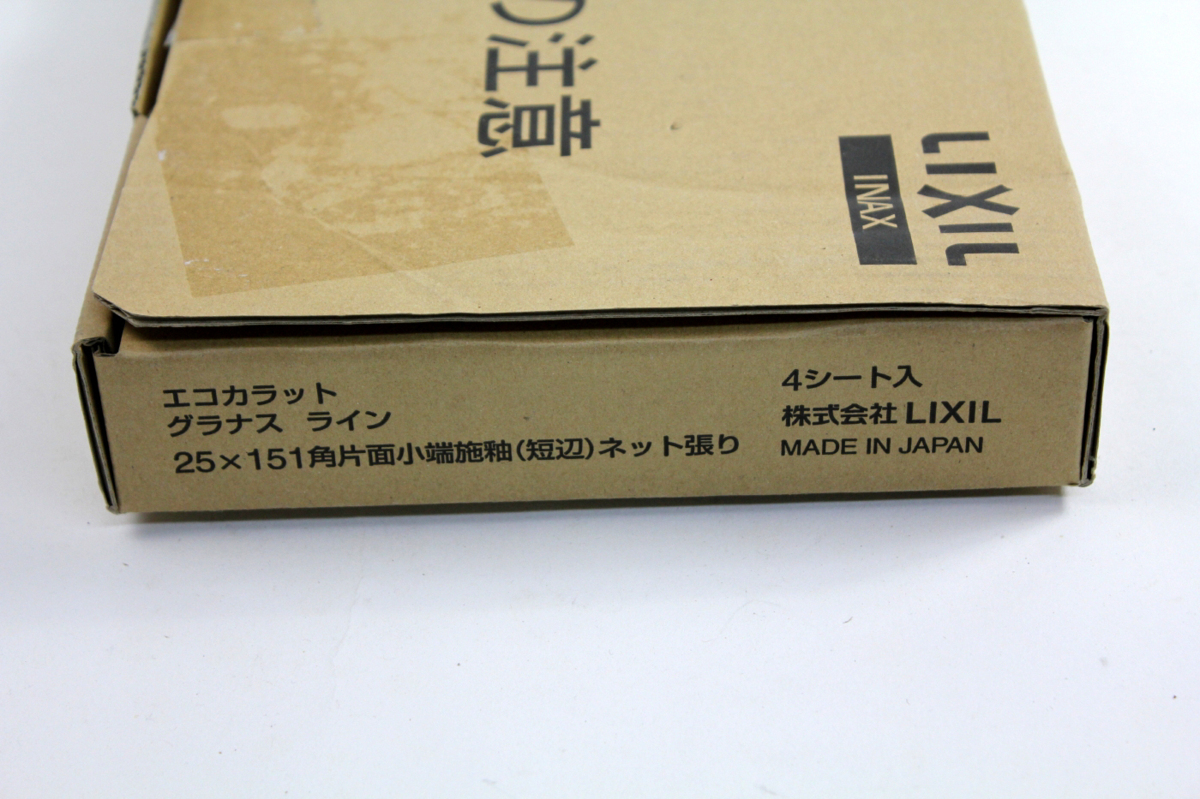 の注意
LIXIL
INAX
エコカラット
グラナス ライン
25×151角片面小端施釉(短辺)ネット張り
4シート入
株式会社 LIXIL
MADE IN JAPAN